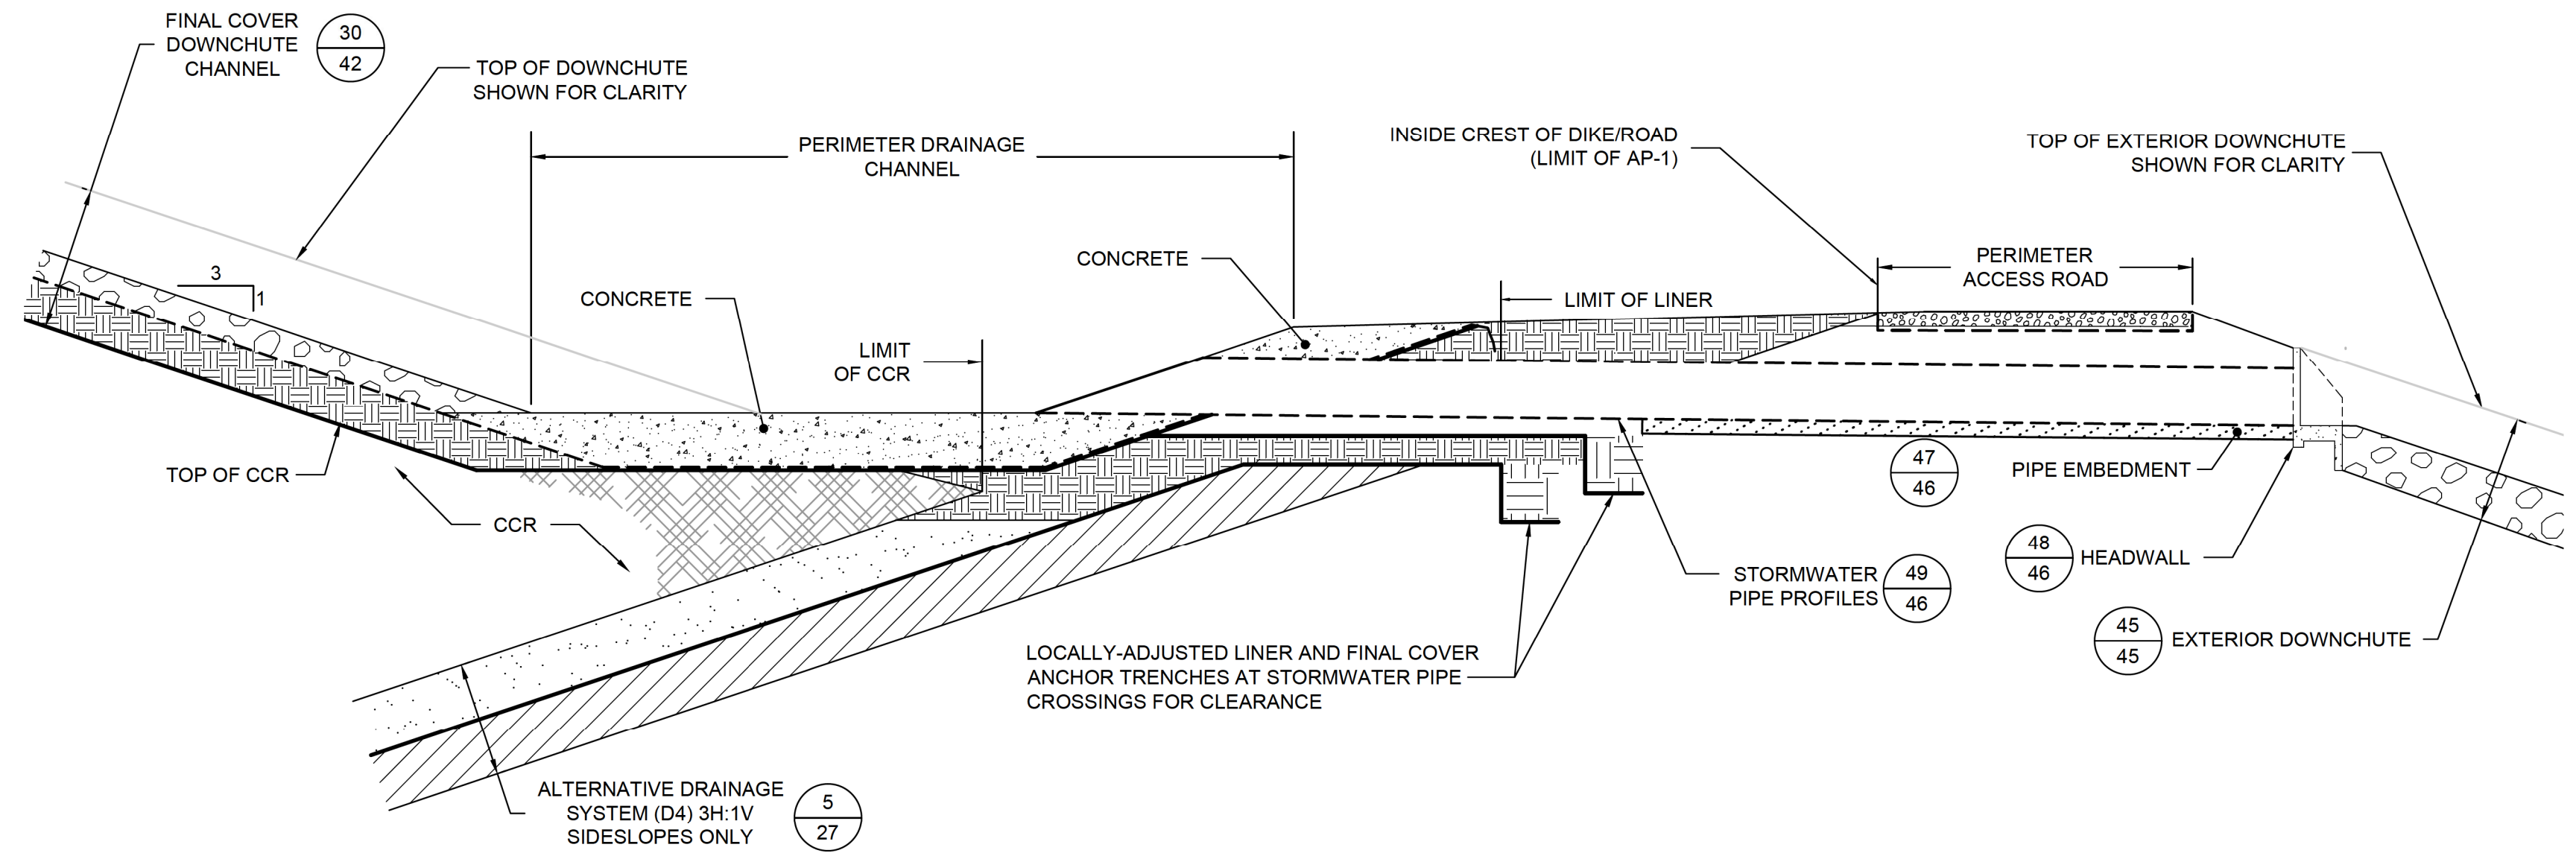 FINAL COVER
DOWNCHUTE
CHANNEL
30
42
TOP OF DOWNCHUTE
SHOWN FOR CLARITY
PERIMETER DRAINAGE
CHANNEL
INSIDE CREST OF DIKE/ROAD
(LIMIT OF AP-1)
TOP OF EXTERIOR DOWNCHUTE
SHOWN FOR CLARITY
3
1
CONCRETE
CONCRETE
LIMIT OF LINER
PERIMETER
ACCESS ROAD
LIMIT
OF CCR
TOP OF CCR
CCR
47
46
PIPE EMBEDMENT
48
46
HEADWALL
STORMWATER
PIPE PROFILES
49
46
45
45
EXTERIOR DOWNCHUTE
LOCALLY-ADJUSTED LINER AND FINAL COVER
ANCHOR TRENCHES AT STORMWATER PIPE
CROSSINGS FOR CLEARANCE
ALTERNATIVE DRAINAGE
SYSTEM (D4) 3H:1V
SIDESLOPES ONLY
5
27